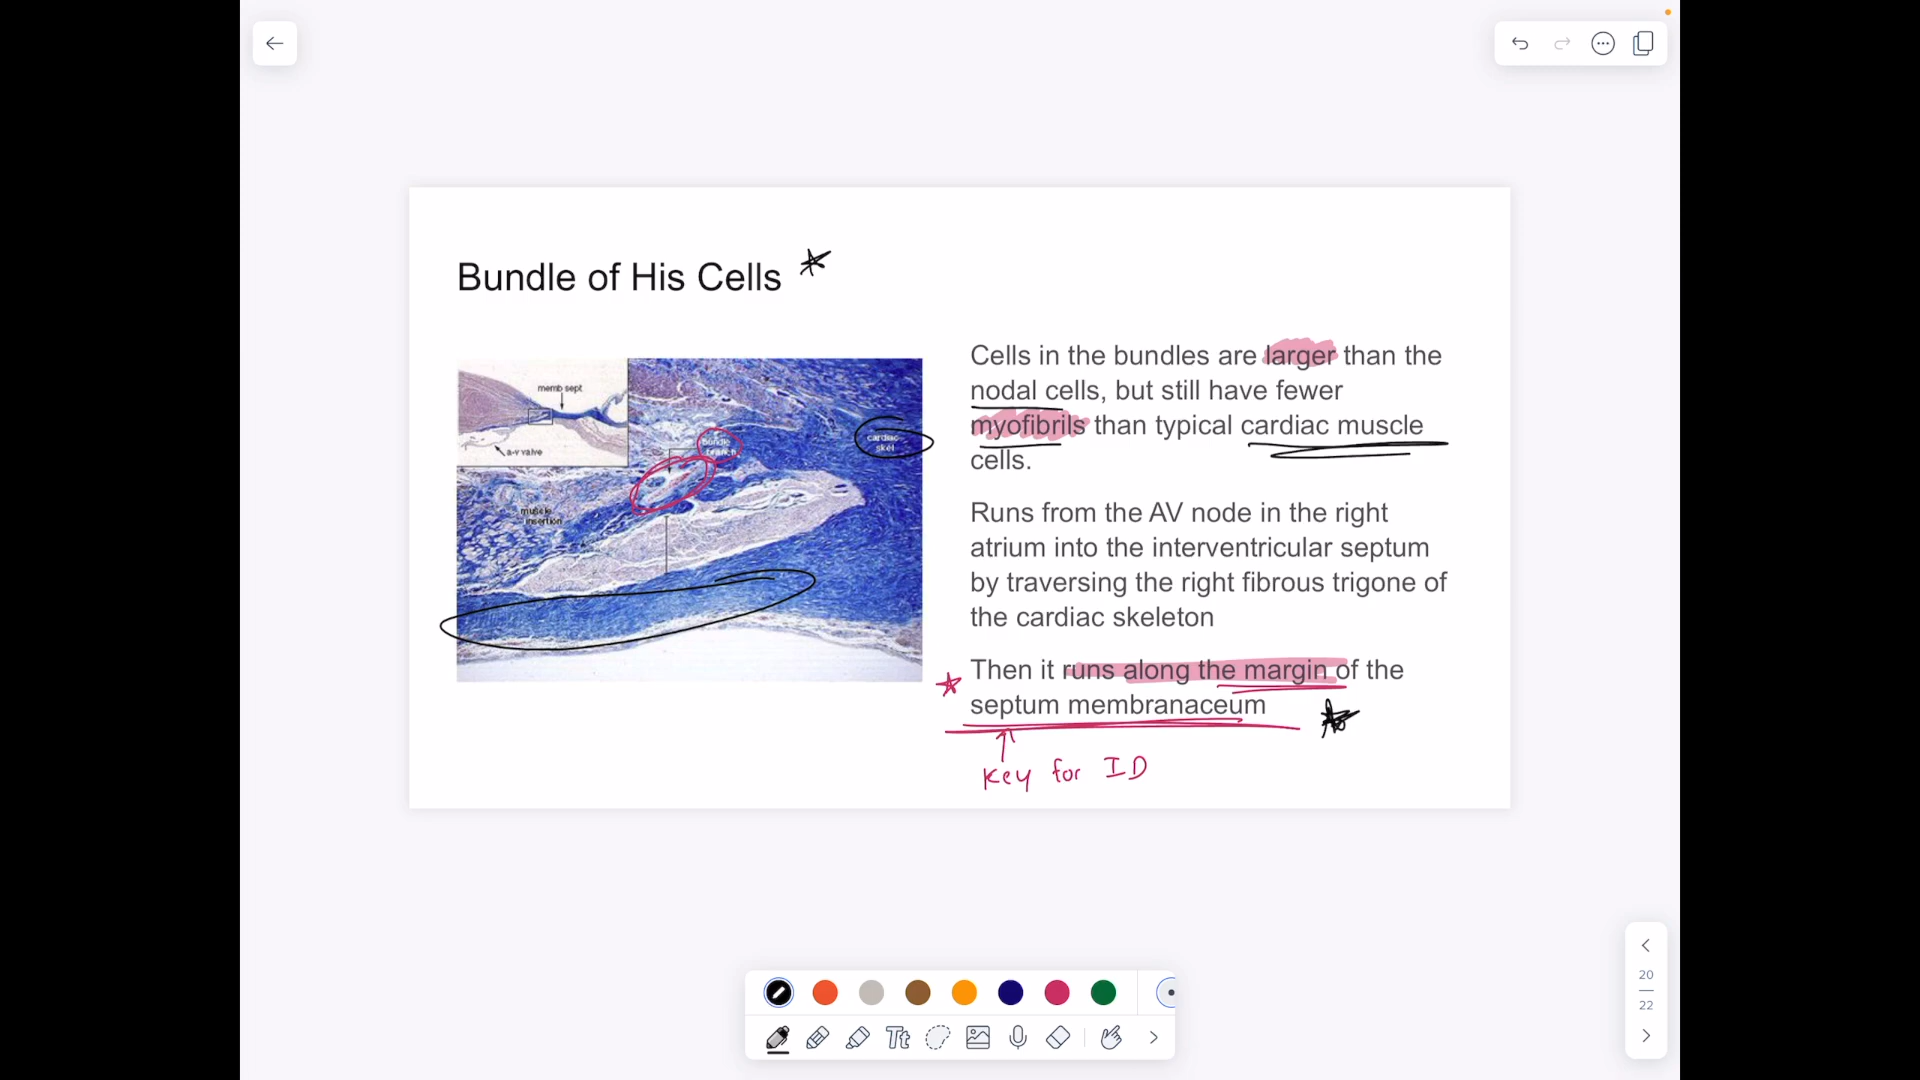 Bundle of His Cells
memb sept
a-v valve
bundle
branch
cardiac
skel
muscle
insertion
Cells in the bundles are larger than the
nodal cells, but still have fewer
myofibrils than typical cardiac muscle
cells.
Runs from the AV node in the right
atrium into the interventricular septum
by traversing the right fibrous trigone of
the cardiac skeleton
Then it runs along the margin of the
septum membranaceum
Key for ID
Tt
20
22